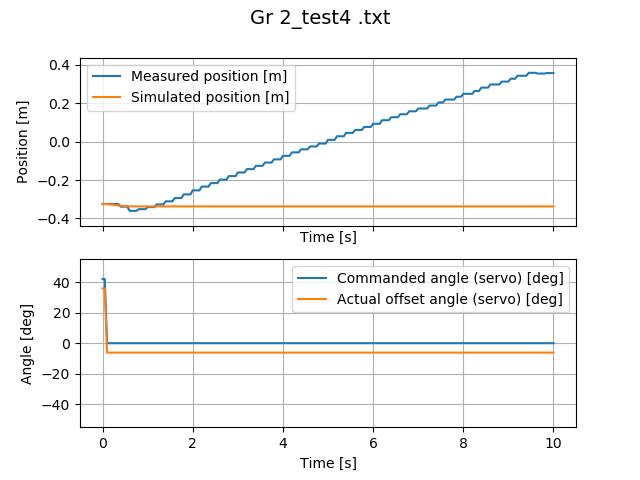 Gr 2_test4 .txt
0.4
0.2
0.0
−0.2
−0.4
Position [m]
Measured position [m]
Simulated position [m]
Time [s]
40
20
0
−20
−40
Angle [deg]
Commanded angle (servo) [deg]
Actual offset angle (servo) [deg]
0 2 4 6 8 10
Time [s]